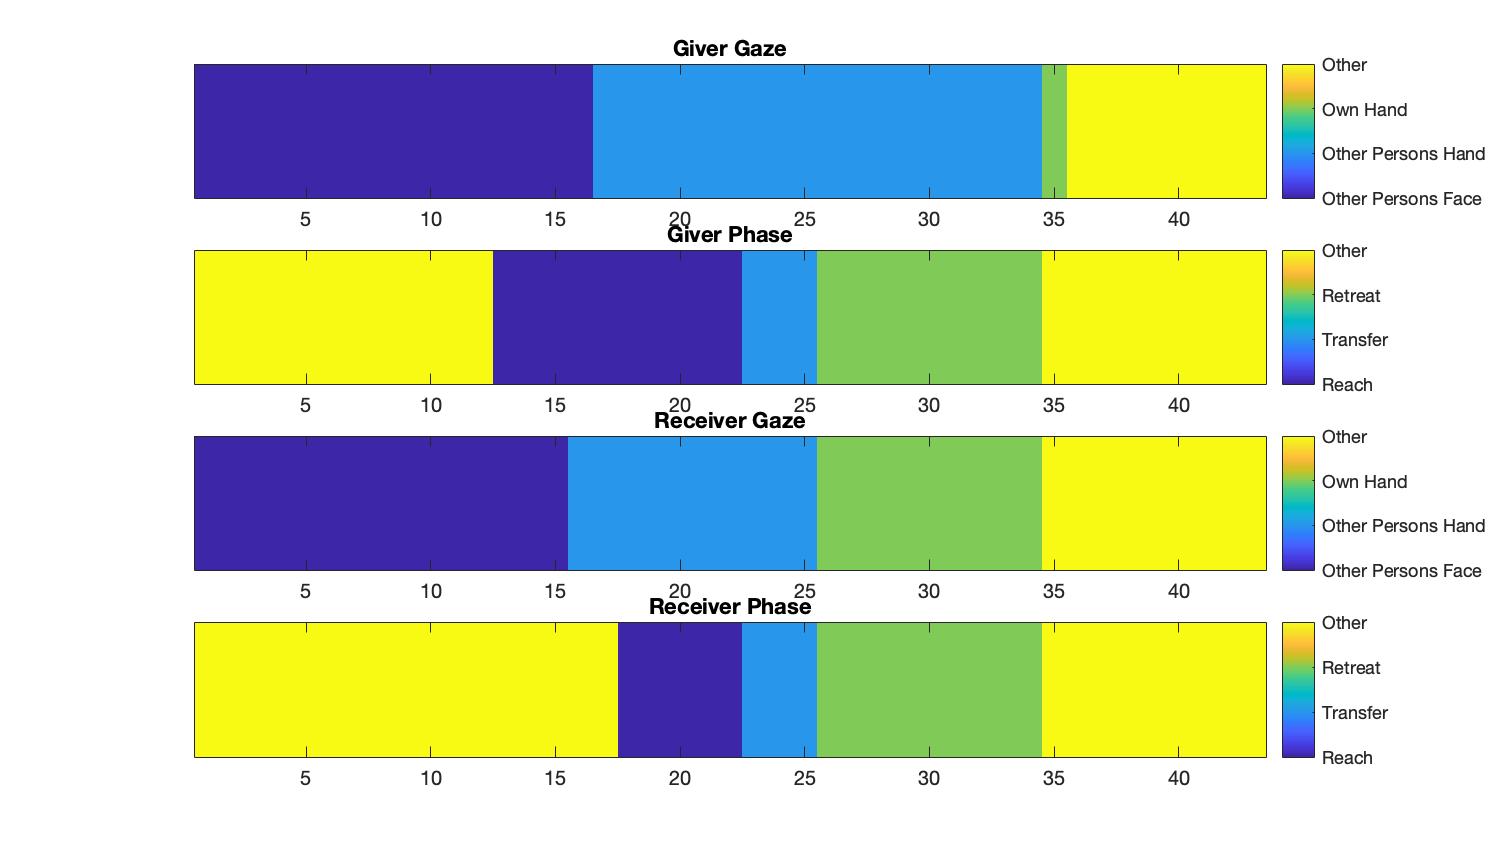 Giver Gaze
Other
Own Hand
Other Persons Hand
Other Persons Face
5 10 15 20 25 30 35 40
Giver Phase
Other
Retreat
Transfer
Reach
5 10 15 20 25 30 35 40
Receiver Gaze
Other
Own Hand
Other Persons Hand
Other Persons Face
5 10 15 20 25 30 35 40
Receiver Phase
Other
Retreat
Transfer
Reach
5 10 15 20 25 30 35 40